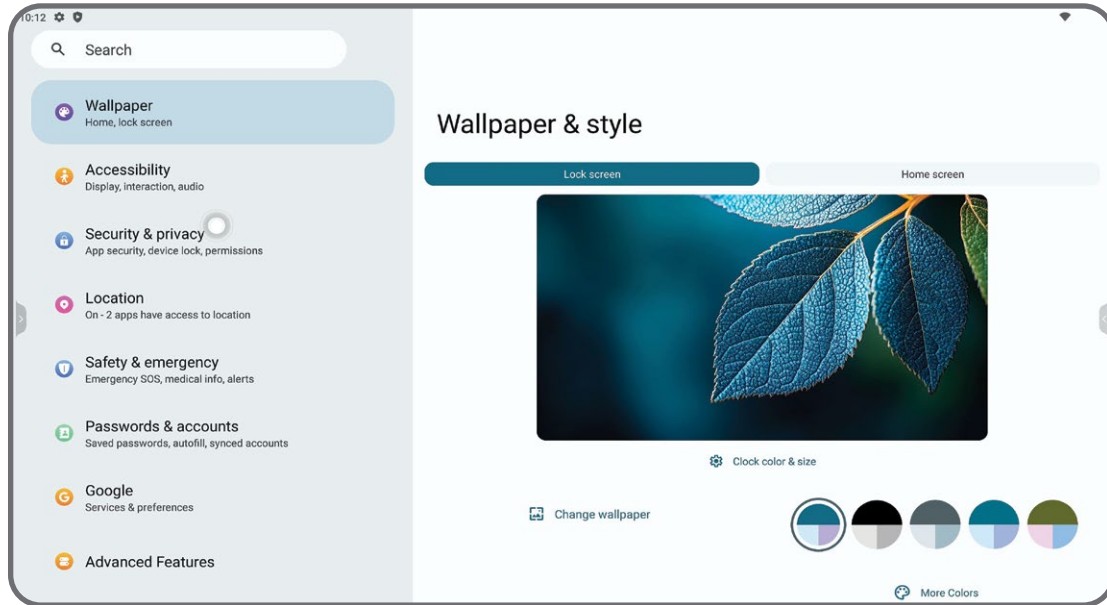 10:12
Search
Wallpaper
Home, lock screen
Accessibility
Display, interaction, audio
Security & privacy
App security, device lock, permissions
Location
On - 2 apps have access to location
Safety & emergency
Emergency SOS, medical info, alerts
Passwords & accounts
Saved passwords, autofill, synced accounts
Google
Services & preferences
Advanced Features
Wallpaper & style
Lock screen
Home screen
Clock color & size
Change wallpaper
More Colors